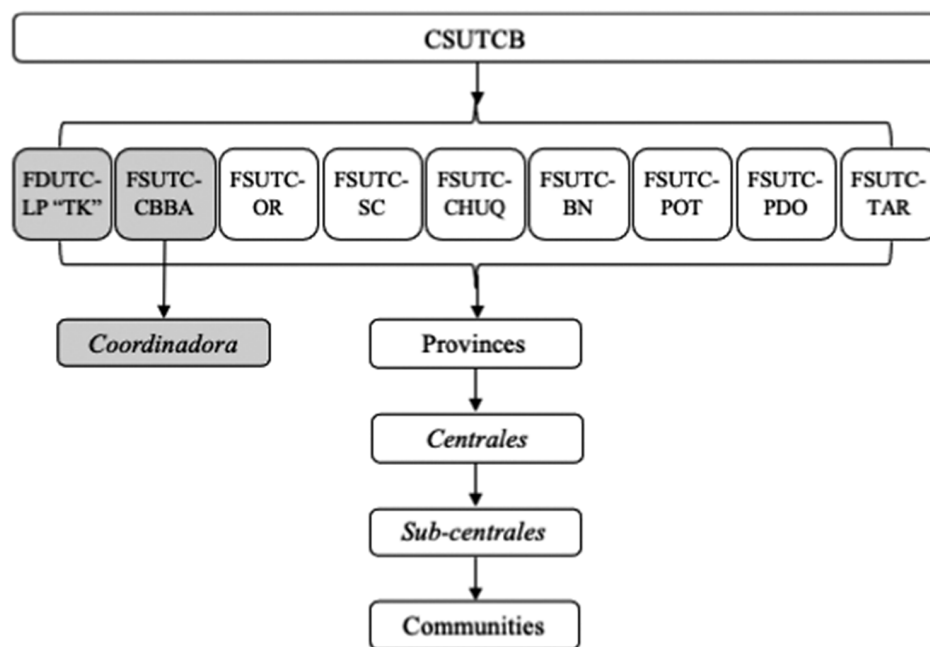 CSUTCB
FDUTC-
LP “TK”
FSUTC-
CBBA
FSUTC-
OR
FSUTC-
SC
FSUTC-
CHUQ
FSUTC-
BN
FSUTC-
POT
FSUTC-
PDO
FSUTC-
TAR
Coordinadora
Provinces
Centrales
Sub-centrales
Communities